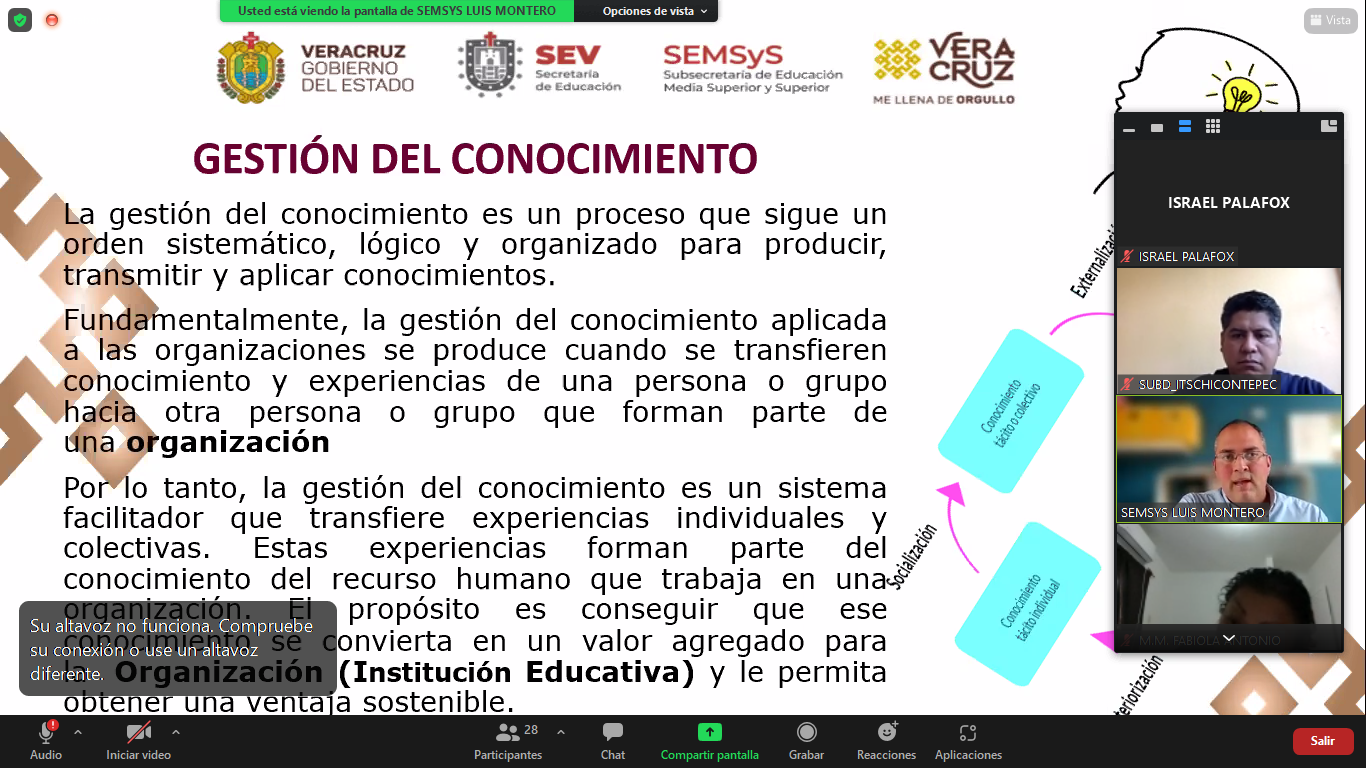 Usted está viendo la pantalla de SEMSYS LUIS MONTERO
Opciones de vista
Vista
VERACRUZ
GOBIERNO
DEL ESTADO
SEV
Secretaría
de Educación
SEMSyS
Subsecretaría de Educación
Media Superior y Superior
VERA
CRUZ
ME LLENA DE ORGULLO
GESTIÓN DEL CONOCIMIENTO
La gestión del conocimiento es un proceso que sigue un
orden sistemático, lógico y organizado para producir,
transmitir y aplicar conocimientos.
Fundamentalmente, la gestión del conocimiento aplicada
a las organizaciones se produce cuando se transfieren
conocimiento y experiencias de una persona o grupo
hacia otra persona o grupo que forman parte de
una organización
Por lo tanto, la gestión del conocimiento es un sistema
facilitador que transfiere experiencias individuales y
colectivas. Estas experiencias forman parte del
conocimiento del recurso humano que trabaja en una
organización. El propósito es conseguir que ese
conocimiento se convierta en un valor agregado para
la Organización (Institución Educativa) y le permita
obtener una ventaja sostenible.
Su altavoz no funciona. Compruebe
su conexión o use un altavoz
diferente.
Conocimiento
tácito o colectivo
Socialización
Conocimiento
tácito individual
ISRAEL PALAFOX
ISRAEL PALAFOX
SUBD_ITSCHICONTEPEC
SEMSYS LUIS MONTERO
M.M. FABIOLA ANTONIO
Audio
Iniciar video
Participantes
28
Chat
Compartir pantalla
Grabar
Reacciones
Aplicaciones
Salir